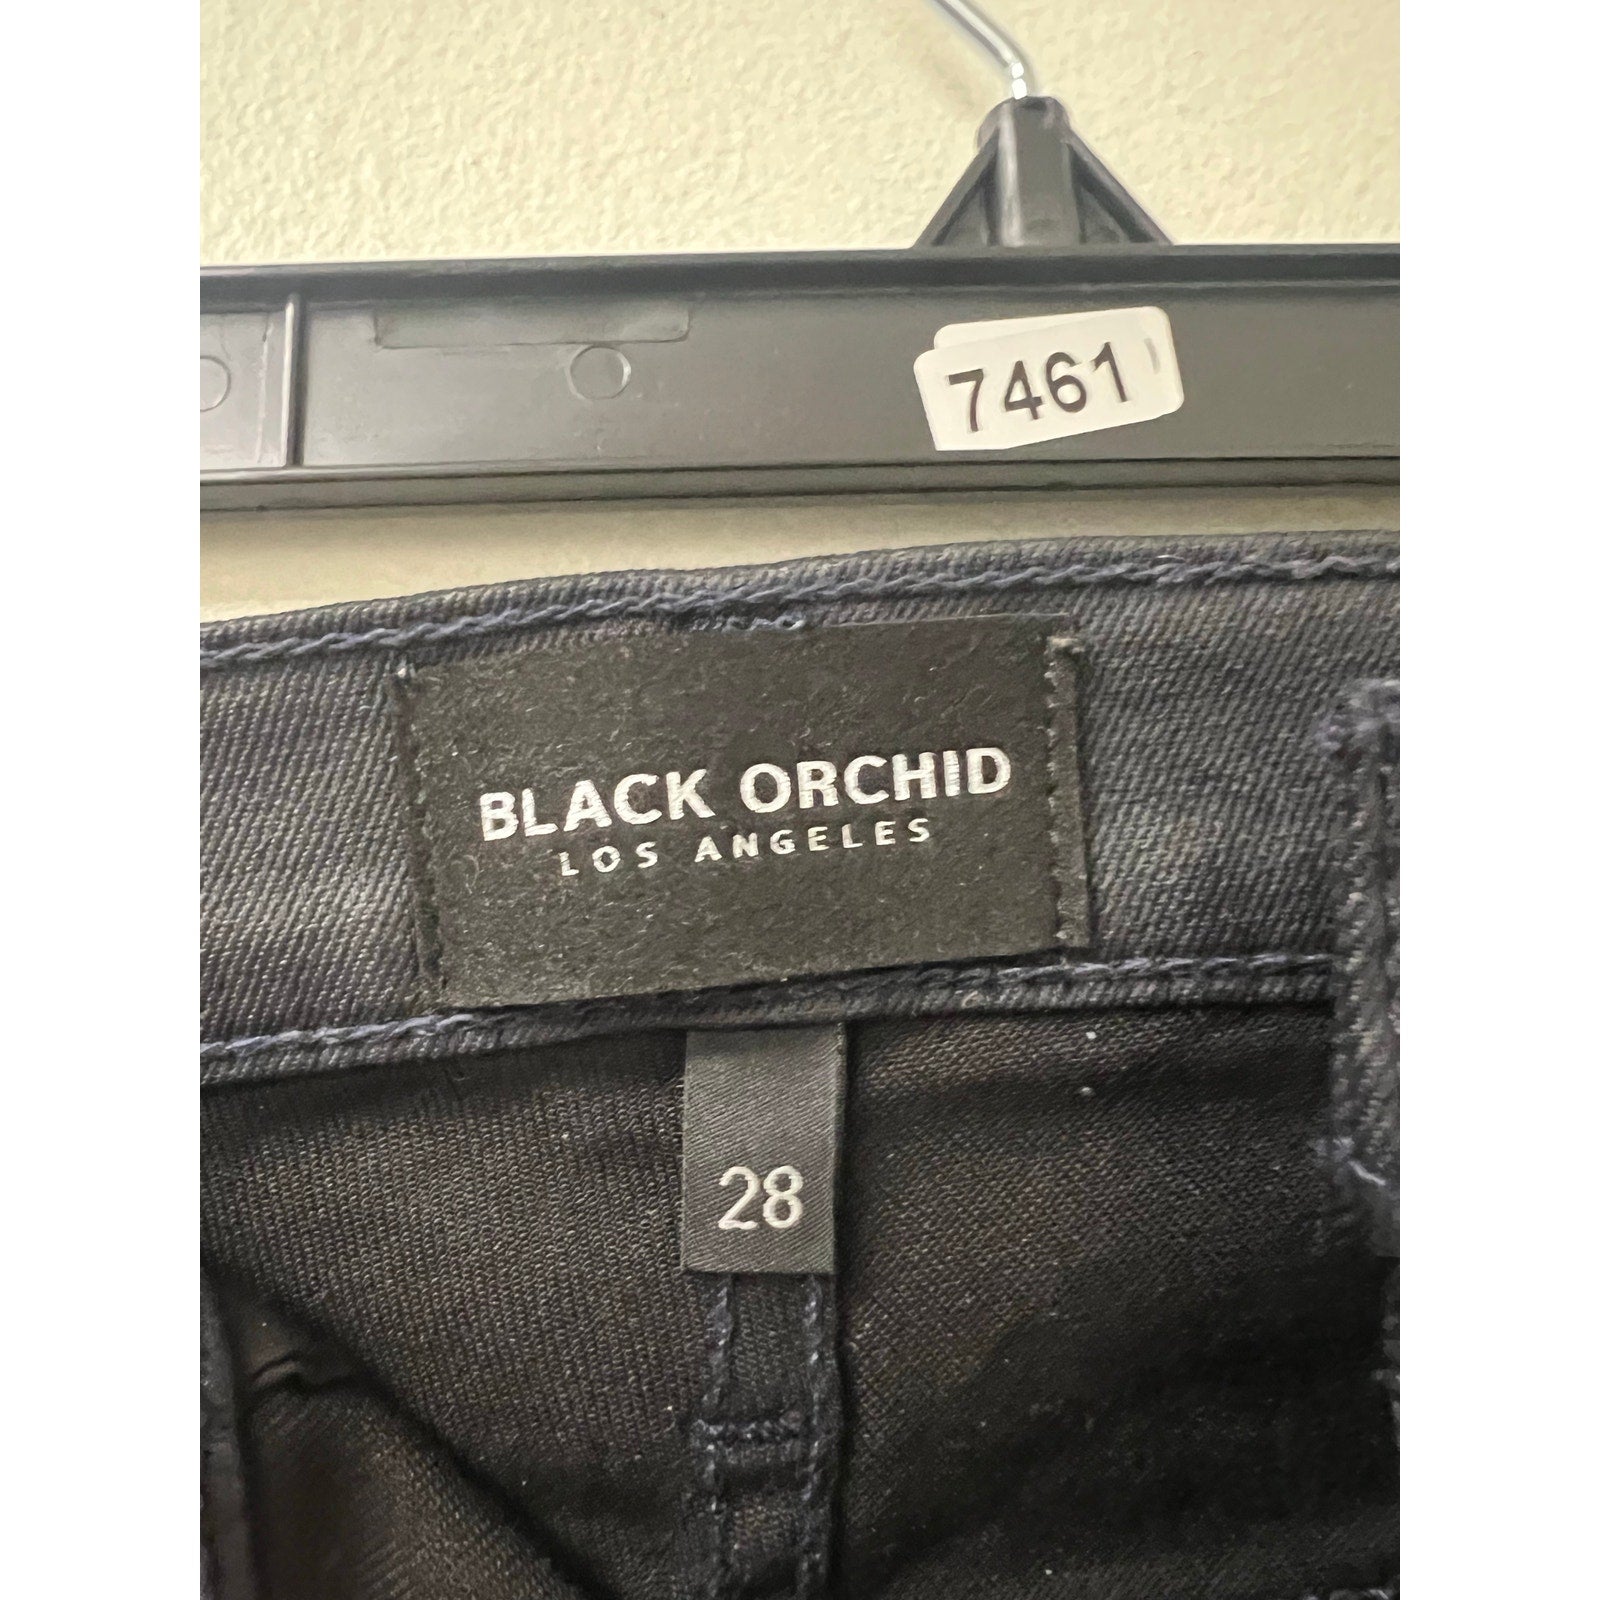 7461
BLACK ORCHID
LOS ANGELES
28